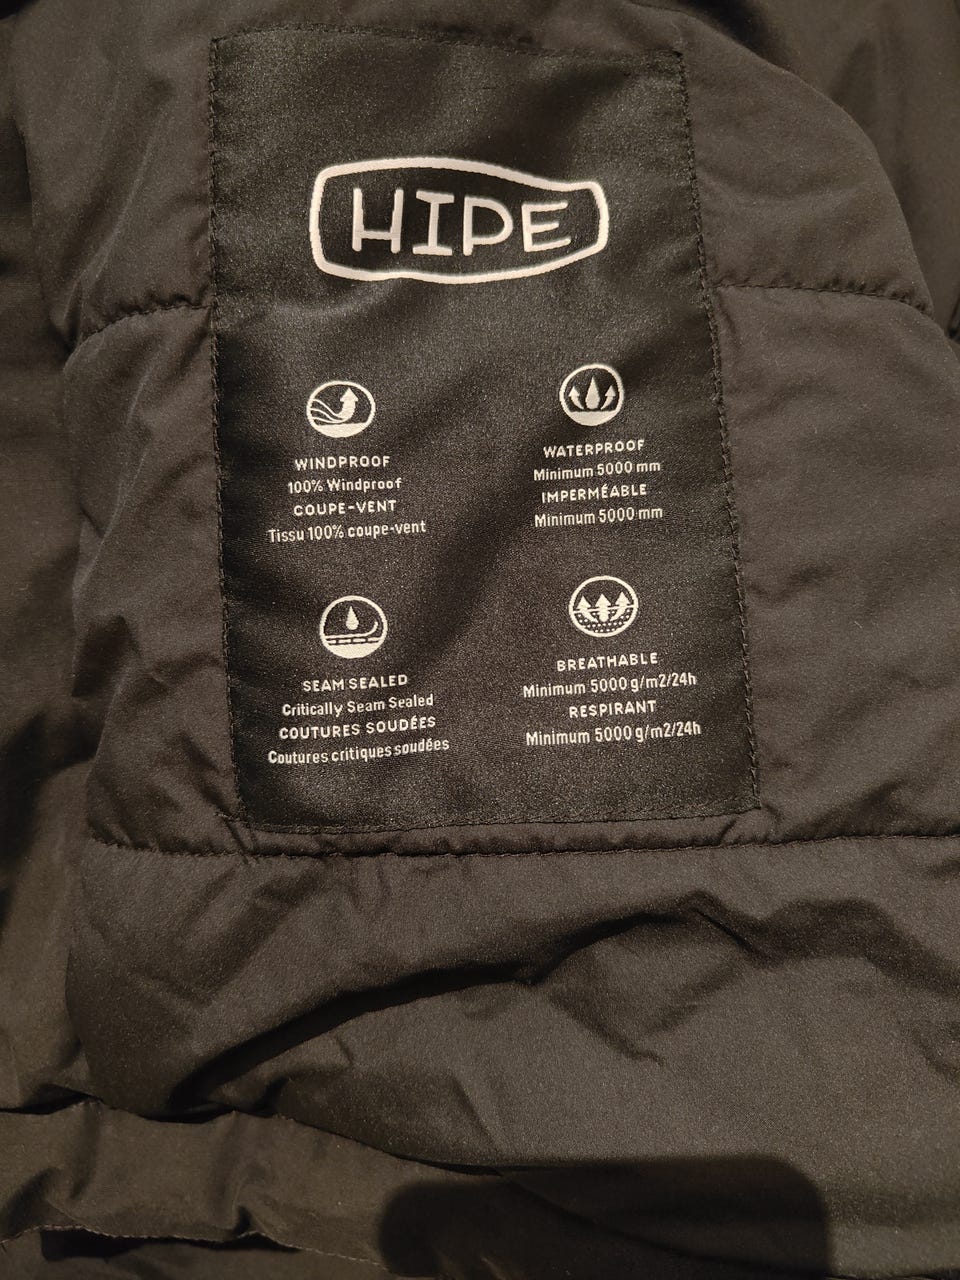 HIPE
WINDPROOF
100% Windproof
COUPE-VENT
Tissu 100% coupe-vent
WATERPROOF
Minimum 5000 mm
IMPERMÉABLE
Minimum 5000 mm
SEAM SEALED
Critically Seam Sealed
COUTURES SOUDÉES
Coutures critiques soudées
BREATHABLE
Minimum 5000 g/m2/24h
RESPIRANT
Minimum 5000 g/m2/24h